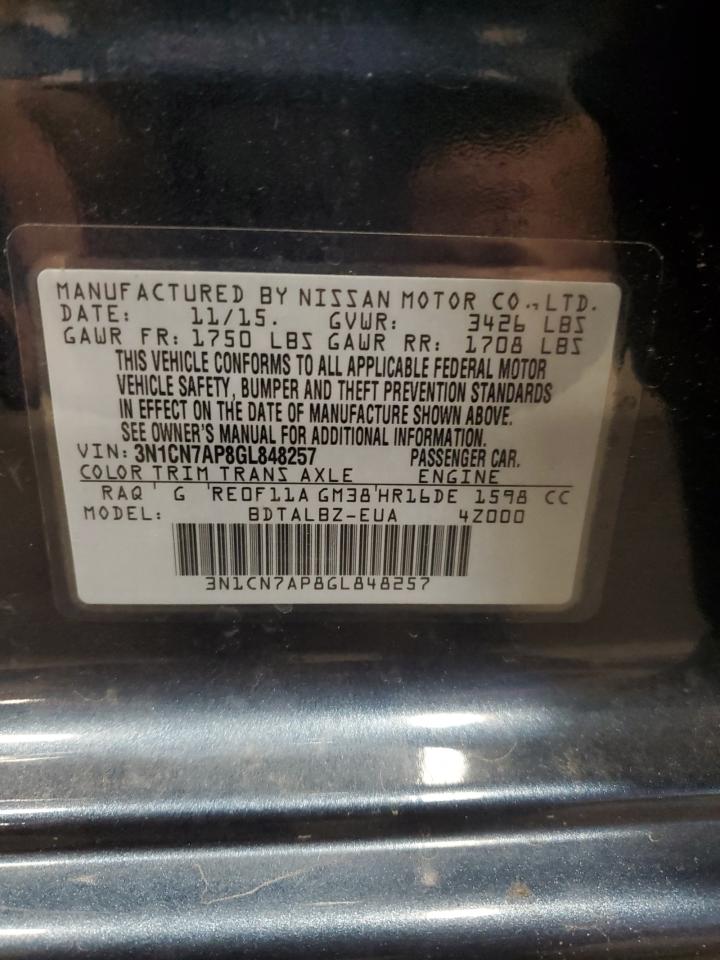 MANUFACTURED BY NISSAN MOTOR CO.,LTD.
DATE: 11/15. GVWR: 3426 LBS
GAWR FR: 1750 LBS GAWR RR: 1708 LBS
THIS VEHICLE CONFORMS TO ALL APPLICABLE FEDERAL MOTOR
VEHICLE SAFETY, BUMPER AND THEFT PREVENTION STANDARDS
IN EFFECT ON THE DATE OF MANUFACTURE SHOWN ABOVE.
SEE OWNER'S MANUAL FOR ADDITIONAL INFORMATION.
VIN: 3N1CN7AP8GL848257 PASSENGER CAR.
COLOR TRIM TRANS AXLE ENGINE
RAQ ' G 'RE0F11A GM38'HR16DE 1598 CC
MODEL: BDTALBZ-EUA 4Z000
3N1CN7AP8GL848257